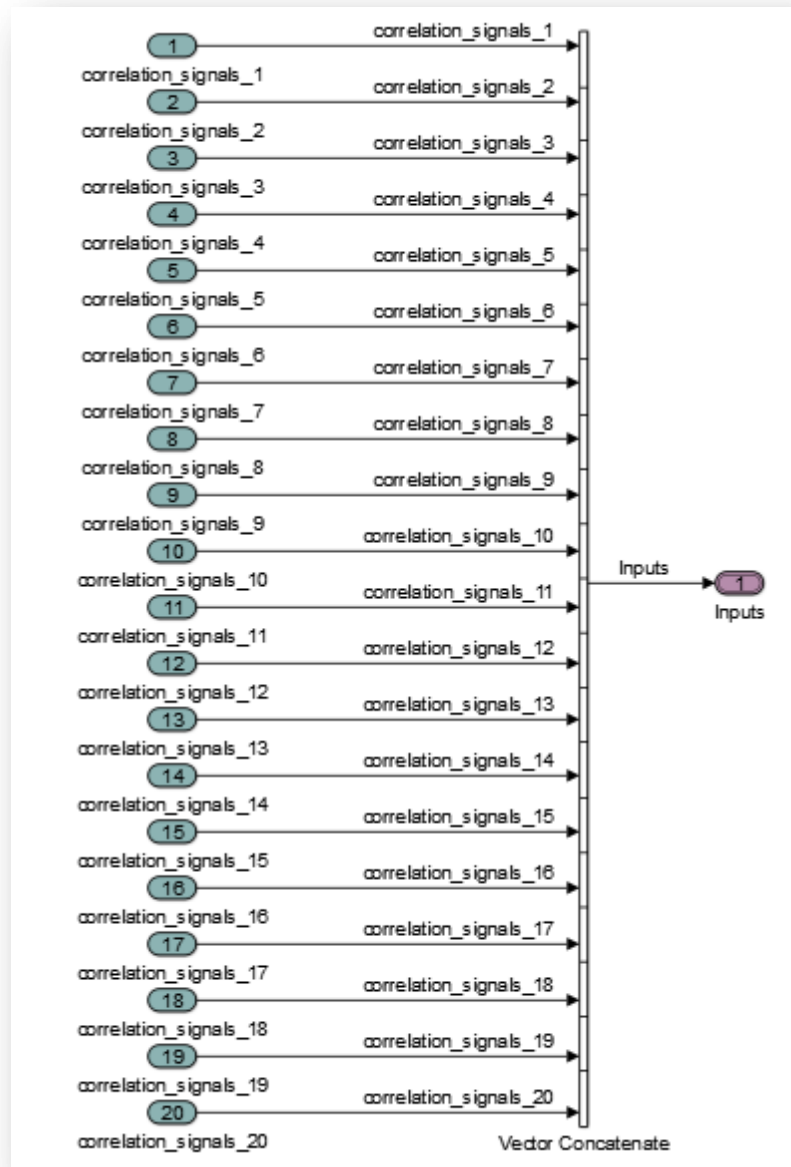 correlation_signals_1
1
correlation_signals_1
correlation_signals_2
2
correlation_signals_2
correlation_signals_3
3
correlation_signals_3
correlation_signals_4
4
correlation_signals_4
correlation_signals_5
5
correlation_signals_5
correlation_signals_6
6
correlation_signals_6
correlation_signals_7
7
correlation_signals_7
correlation_signals_8
8
correlation_signals_8
correlation_signals_9
9
correlation_signals_9
correlation_signals_10
10
Inputs
1
correlation_signals_10
correlation_signals_11
11
Inputs
correlation_signals_11
correlation_signals_12
12
correlation_signals_12
correlation_signals_13
13
correlation_signals_13
correlation_signals_14
14
correlation_signals_14
correlation_signals_15
15
correlation_signals_15
correlation_signals_16
16
correlation_signals_16
correlation_signals_17
17
correlation_signals_17
correlation_signals_18
18
correlation_signals_18
correlation_signals_19
19
correlation_signals_19
correlation_signals_20
20
correlation_signals_20
Vector Concatenate